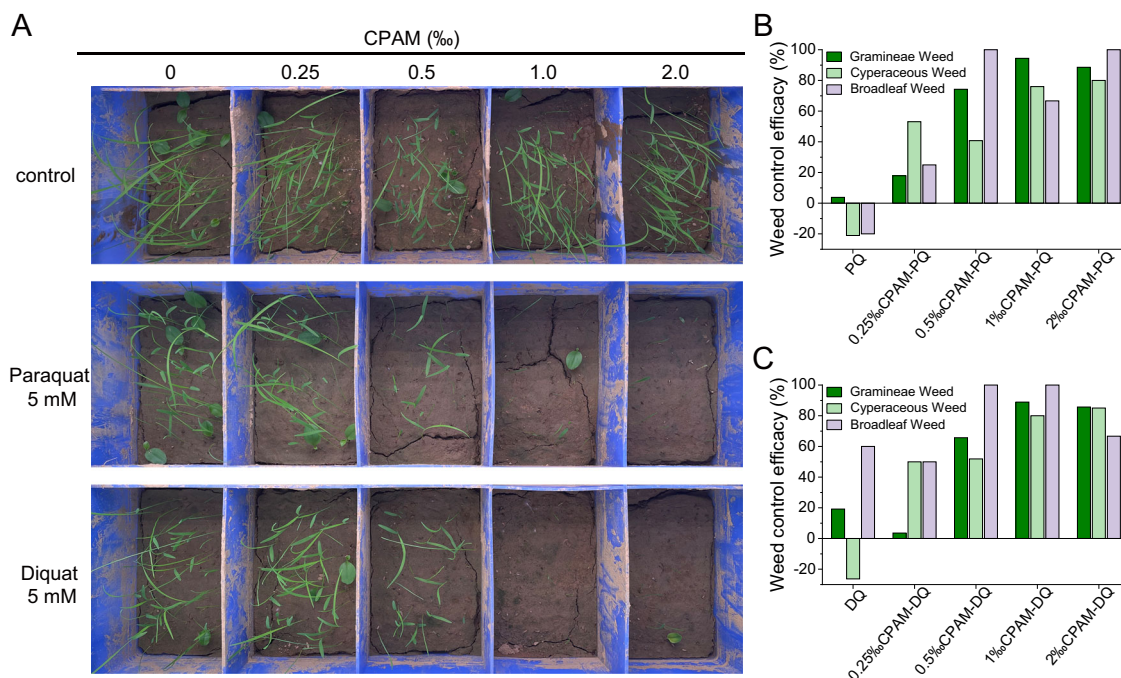 A
CPAM (‰)
0 0.25 0.5 1.0 2.0
control
Paraquat
5 mM
Diquat
5 mM
B
Weed control efficacy (%)
100
80
60
40
20
0
-20
Gramineae Weed
Cyperaceous Weed
Broadleaf Weed
PQ
0.25‰CPAM-PQ
0.5‰CPAM-PQ
1‰CPAM-PQ
2‰CPAM-PQ
C
Weed control efficacy (%)
100
80
60
40
20
0
-20
Gramineae Weed
Cyperaceous Weed
Broadleaf Weed
DQ
0.25‰CPAM-DQ
0.5‰CPAM-DQ
1‰CPAM-DQ
2‰CPAM-DQ